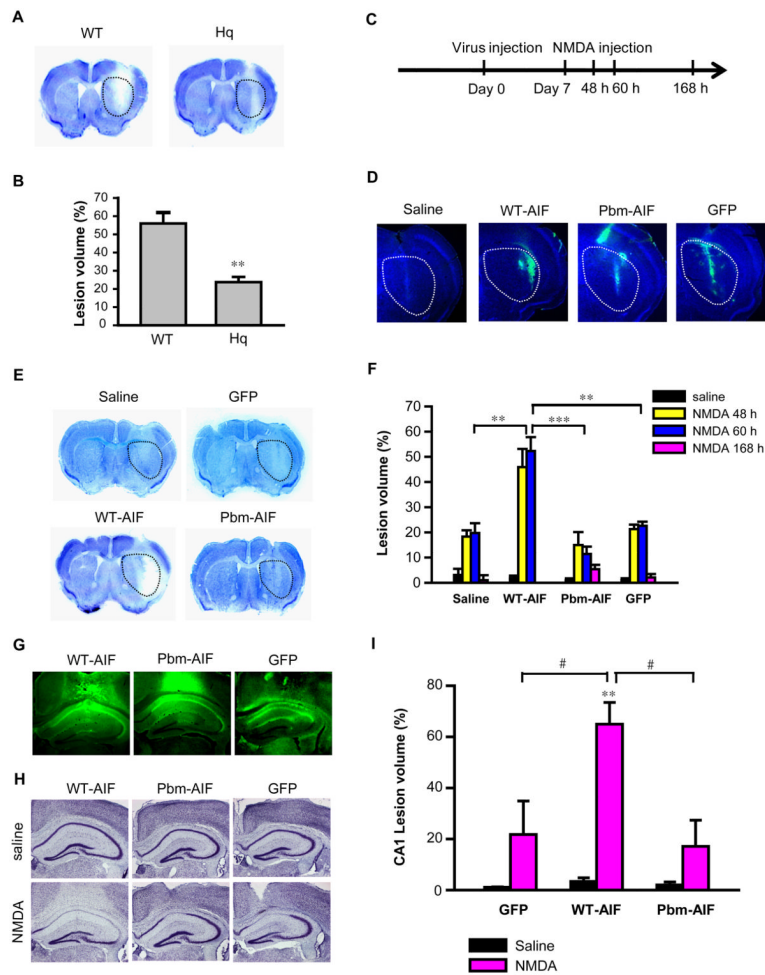 A
WT
Hq
B
Lesion volume (%)
70
60
50
40
30
20
10
0
**
WT
Hq
C
Virus injection
NMDA injection
Day 0
Day 7
48 h
60 h
168 h
D
Saline
WT-AIF
Pbm-AIF
GFP
E
Saline
GFP
WT-AIF
Pbm-AIF
F
saline
NMDA 48 h
NMDA 60 h
NMDA 168 h
Lesion volume (%)
70
60
50
40
30
20
10
0
**
***
**
Saline
WT-AIF
Pbm-AIF
GFP
G
WT-AIF
Pbm-AIF
GFP
H
WT-AIF
Pbm-AIF
GFP
saline
NMDA
I
CA1 Lesion volume (%)
80
60
40
20
0
#
#
**
GFP
WT-AIF
Pbm-AIF
Saline
NMDA